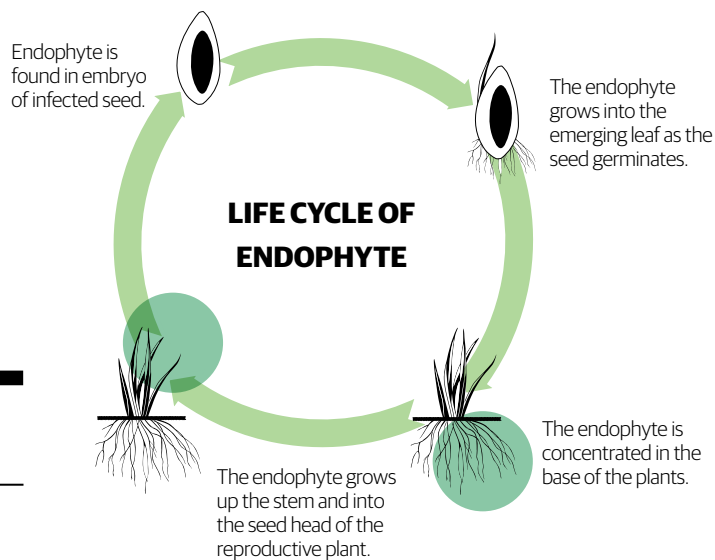 Endophyte is
found in embryo
of infected seed.
The endophyte
grows into the
emerging leaf as the
seed germinates.
LIFE CYCLE OF
ENDOPHYTE
The endophyte is
concentrated in the
base of the plants.
The endophyte grows
up the stem and into
the seed head of the
reproductive plant.